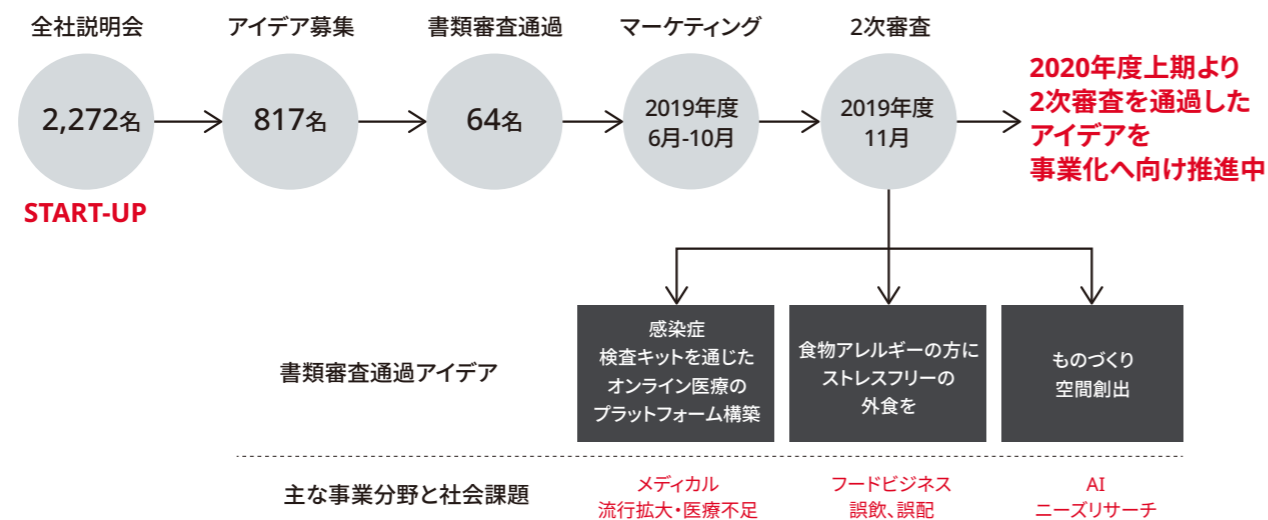 全社説明会
アイデア募集
書類審査通過
マーケティング
2次審査
2,272名
817名
64名
2019年度
6月-10月
2019年度
11月
2020年度上期より
2次審査を通過した
アイデアを
事業化へ向け推進中
START-UP
書類審査通過アイデア
感染症
検査キットを通じた
オンライン医療の
プラットフォーム構築
食物アレルギーの方に
ストレスフリーの
外食を
ものづくり
空間創出
主な事業分野と社会課題
メディカル
流行拡大・医療不足
フードビジネス
誤飲、誤配
AI
ニーズリサーチ